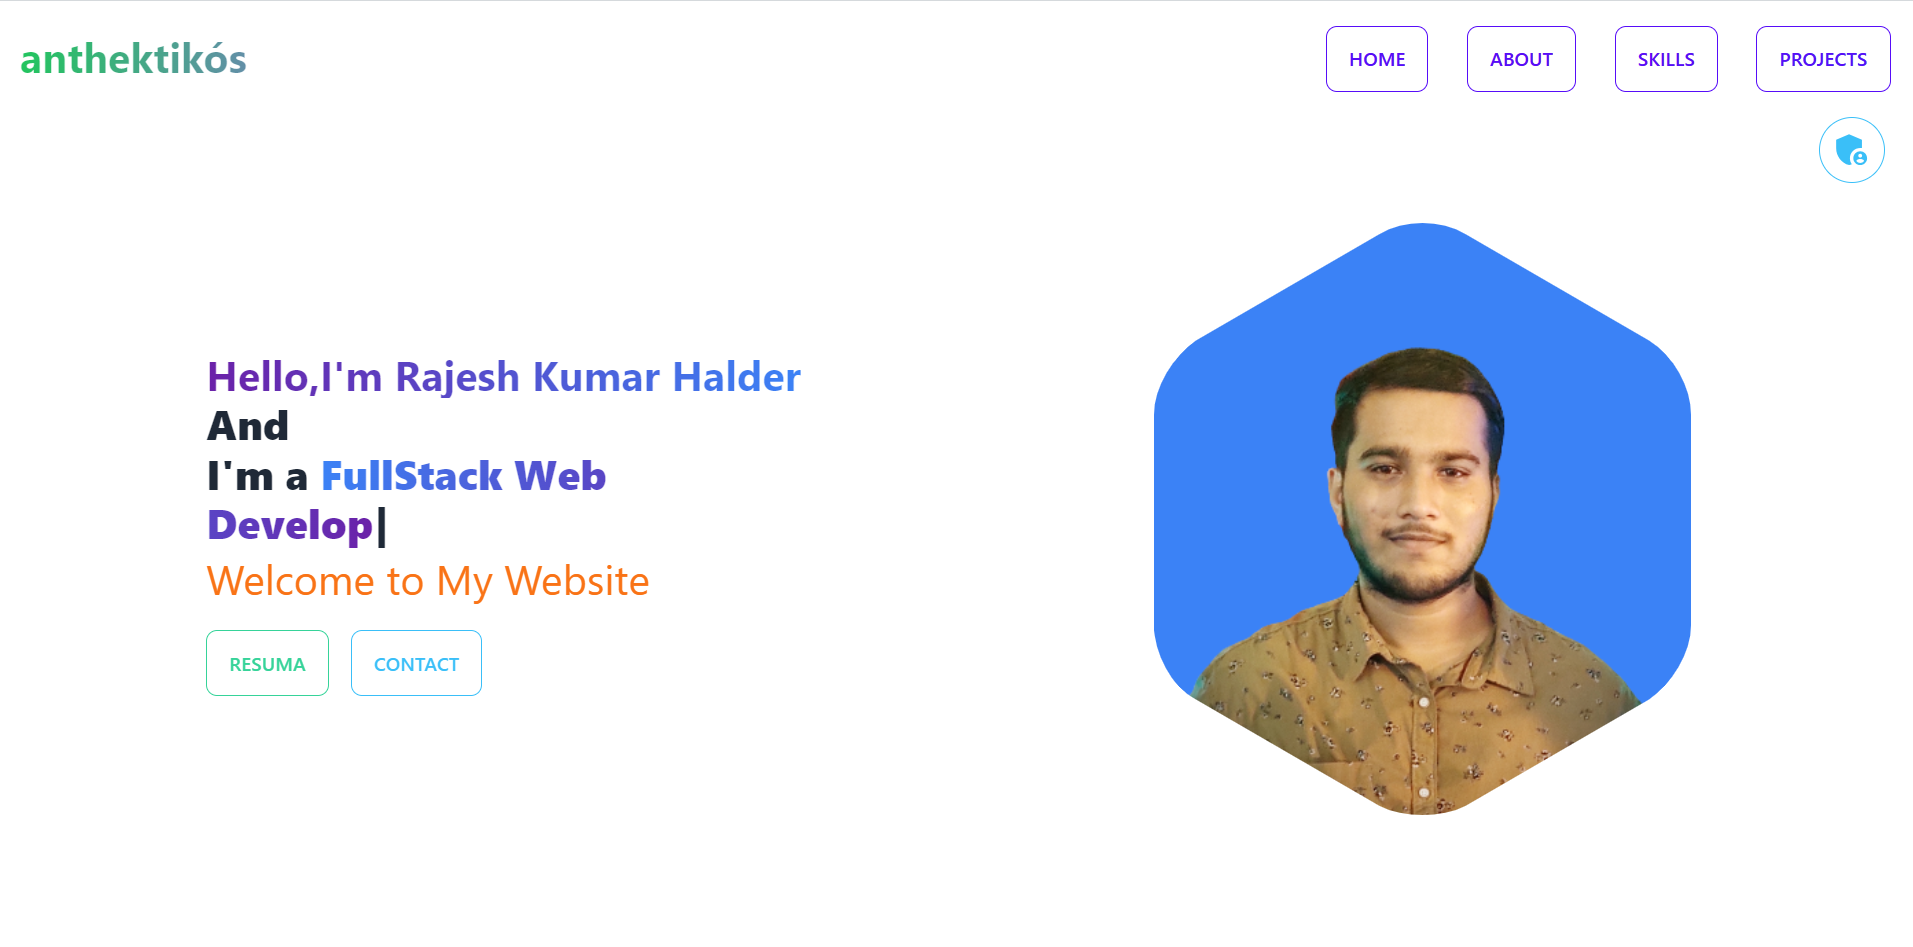 anthektikós
HOME
ABOUT
SKILLS
PROJECTS
Hello,I'm Rajesh Kumar Halder
And
I'm a FullStack Web
Develop|
Welcome to My Website
RESUMA
CONTACT